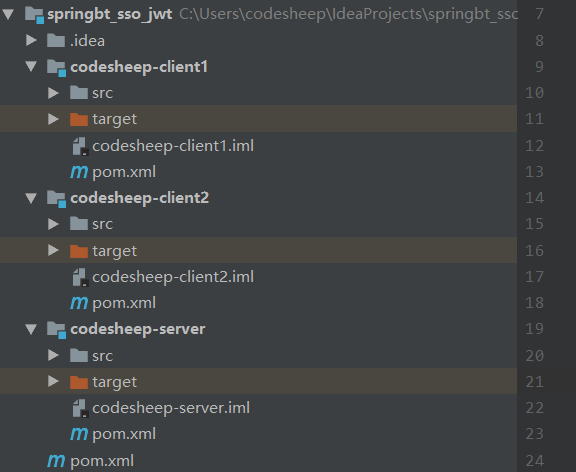 springbt_sso_jwt C:\Users\codesheep\IdeaProjects\springbt_sso 7
.idea 8
codesheep-client1 9
src 10
target 11
codesheep-client1.iml 12
pom.xml 13
codesheep-client2 14
src 15
target 16
codesheep-client2.iml 17
pom.xml 18
codesheep-server 19
src 20
target 21
codesheep-server.iml 22
pom.xml 23
pom.xml 24